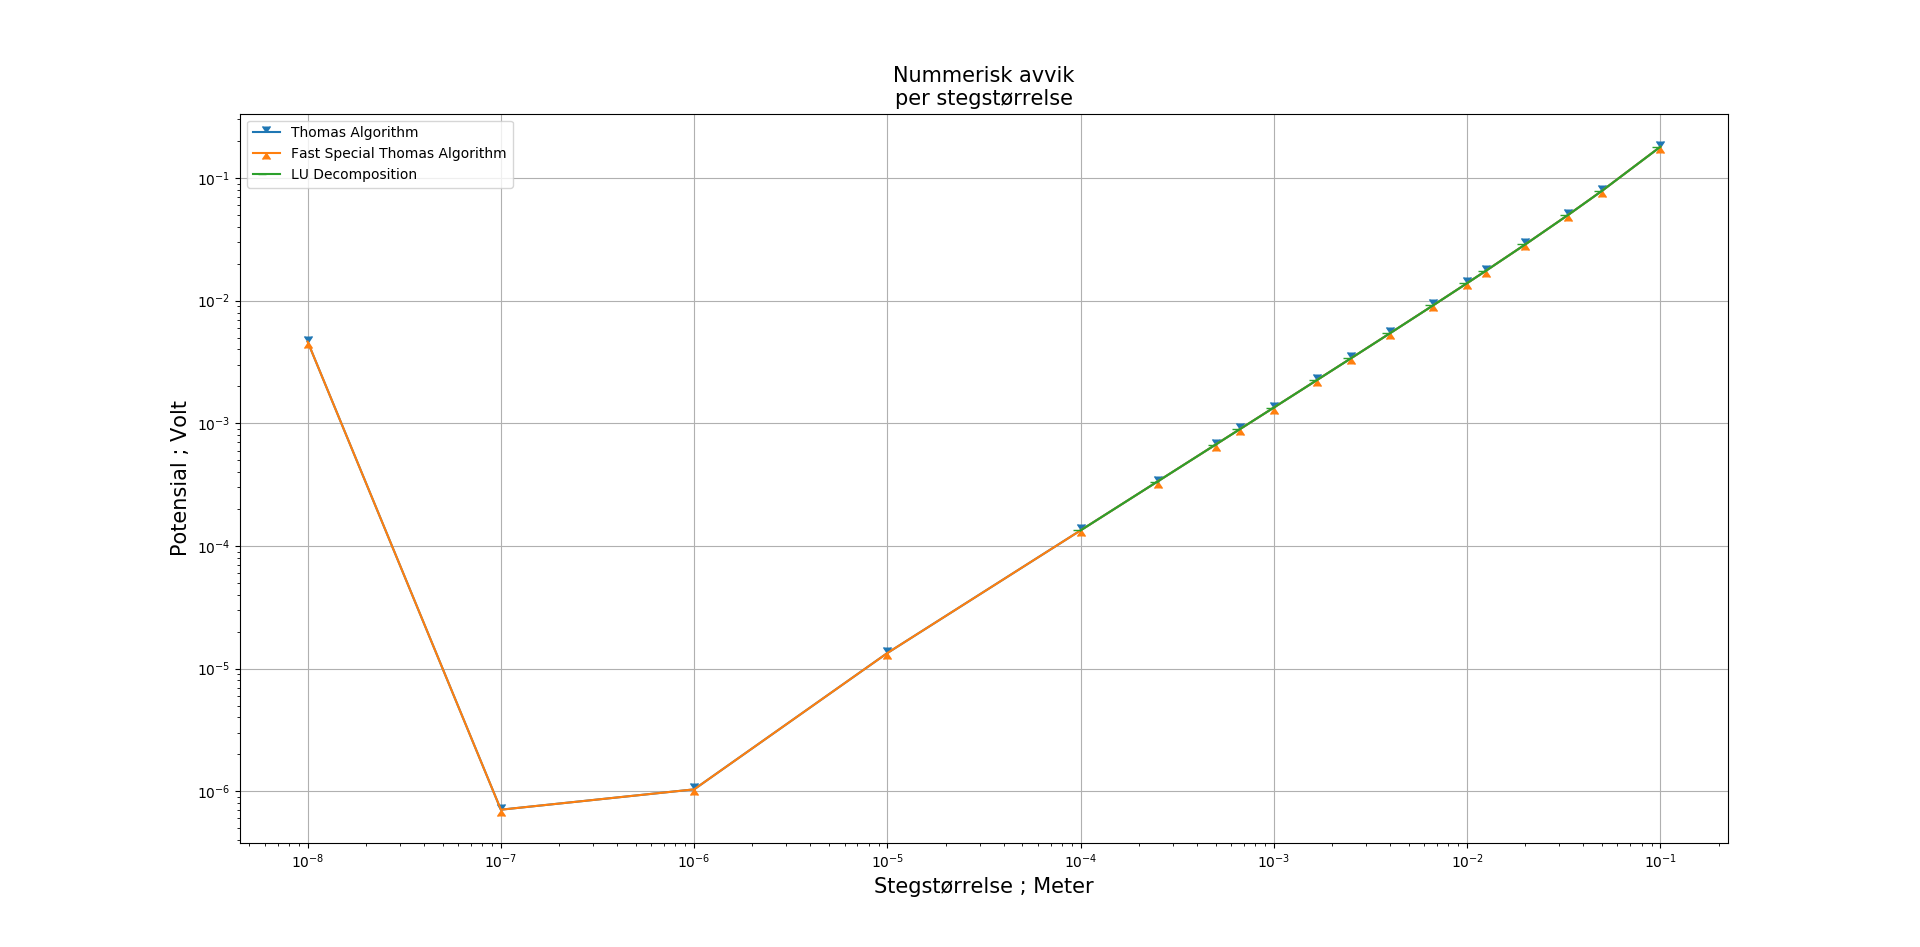 Nummerisk avvik
per stegstørrelse
Thomas Algorithm
Fast Special Thomas Algorithm
LU Decomposition
Potensial ; Volt
10⁻¹
10⁻²
10⁻³
10⁻⁴
10⁻⁵
10⁻⁶
10⁻⁸ 10⁻⁷ 10⁻⁶ 10⁻⁵ 10⁻⁴ 10⁻³ 10⁻² 10⁻¹
Stegstørrelse ; Meter